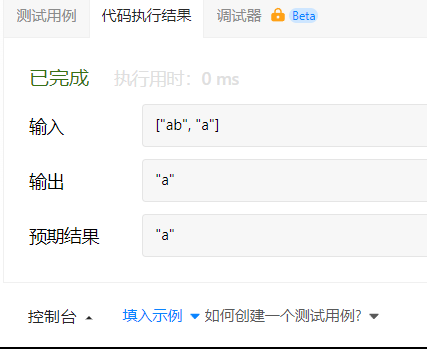 测试用例 代码执行结果 调试器 Beta
已完成 执行用时：0 ms
输入 ["ab", "a"]
输出 "a"
预期结果 "a"
控制台 填入示例 如何创建一个测试用例?